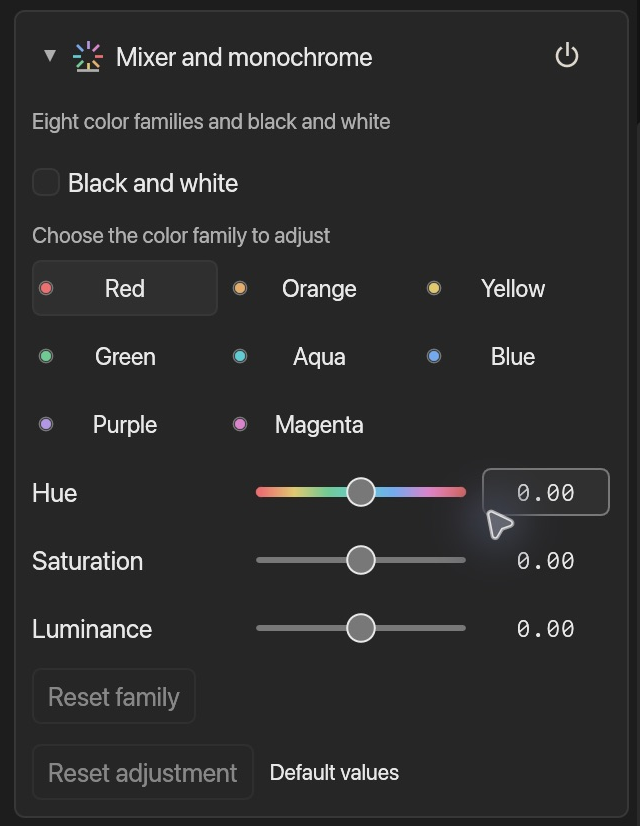 Mixer and monochrome
Eight color families and black and white
Black and white
Choose the color family to adjust
Red Orange Yellow
Green Aqua Blue
Purple Magenta
Hue 0.00
Saturation 0.00
Luminance 0.00
Reset family
Reset adjustment Default values